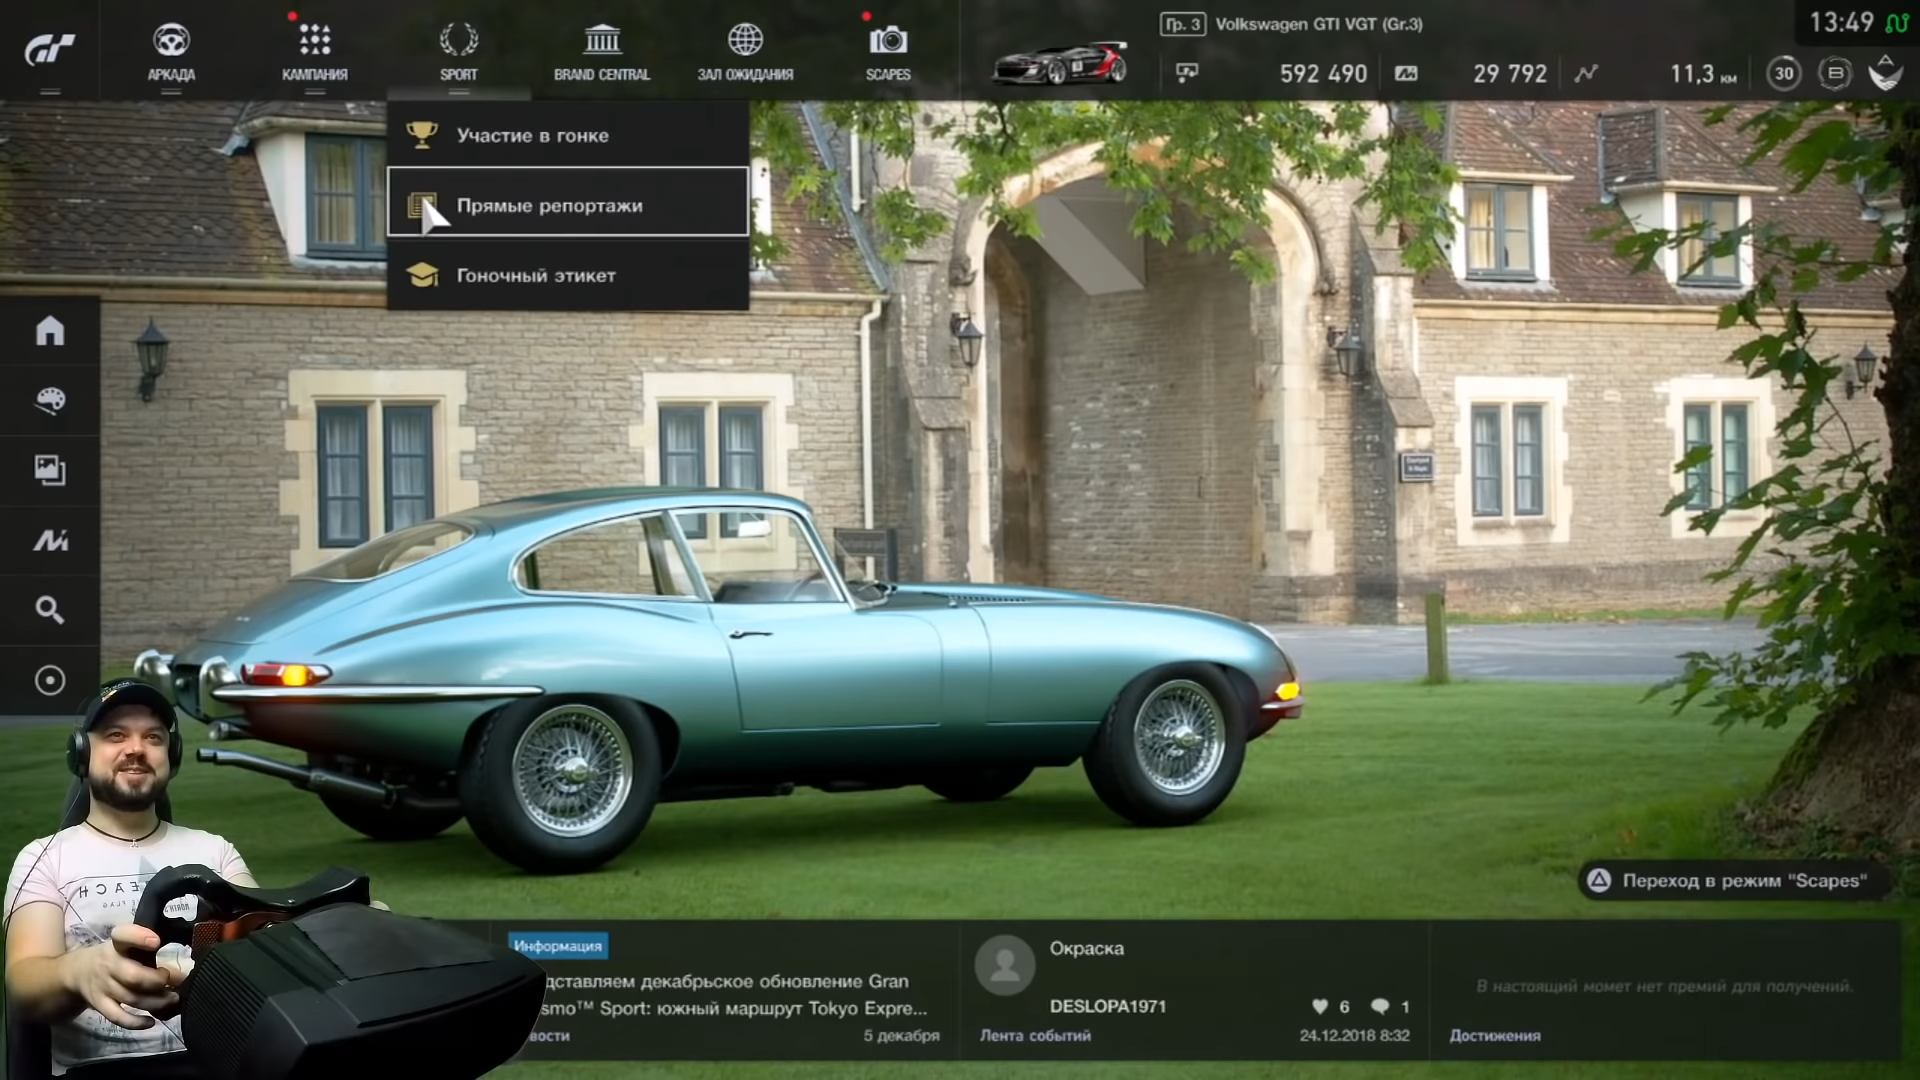 GT
АРКАДА
КАМПАНИЯ
SPORT
BRAND CENTRAL
ЗАЛ ОЖИДАНИЯ
SCAPES
Гр. 3 Volkswagen GTI VGT (Gr.3)
592 490
29 792
11,3 км
30
B
A
13:49
Участие в гонке
Прямые репортажи
Гоночный этикет
Переход в режим "Scapes"
Информация
дставляем декабрьское обновление Gran
smo™ Sport: южный маршрут Tokyo Expre...
вости
5 декабря
Окраска
DESLOPA1971
6
1
Лента событий
24.12.2018 8:32
В настоящий момет нет премий для получений.
Достижения